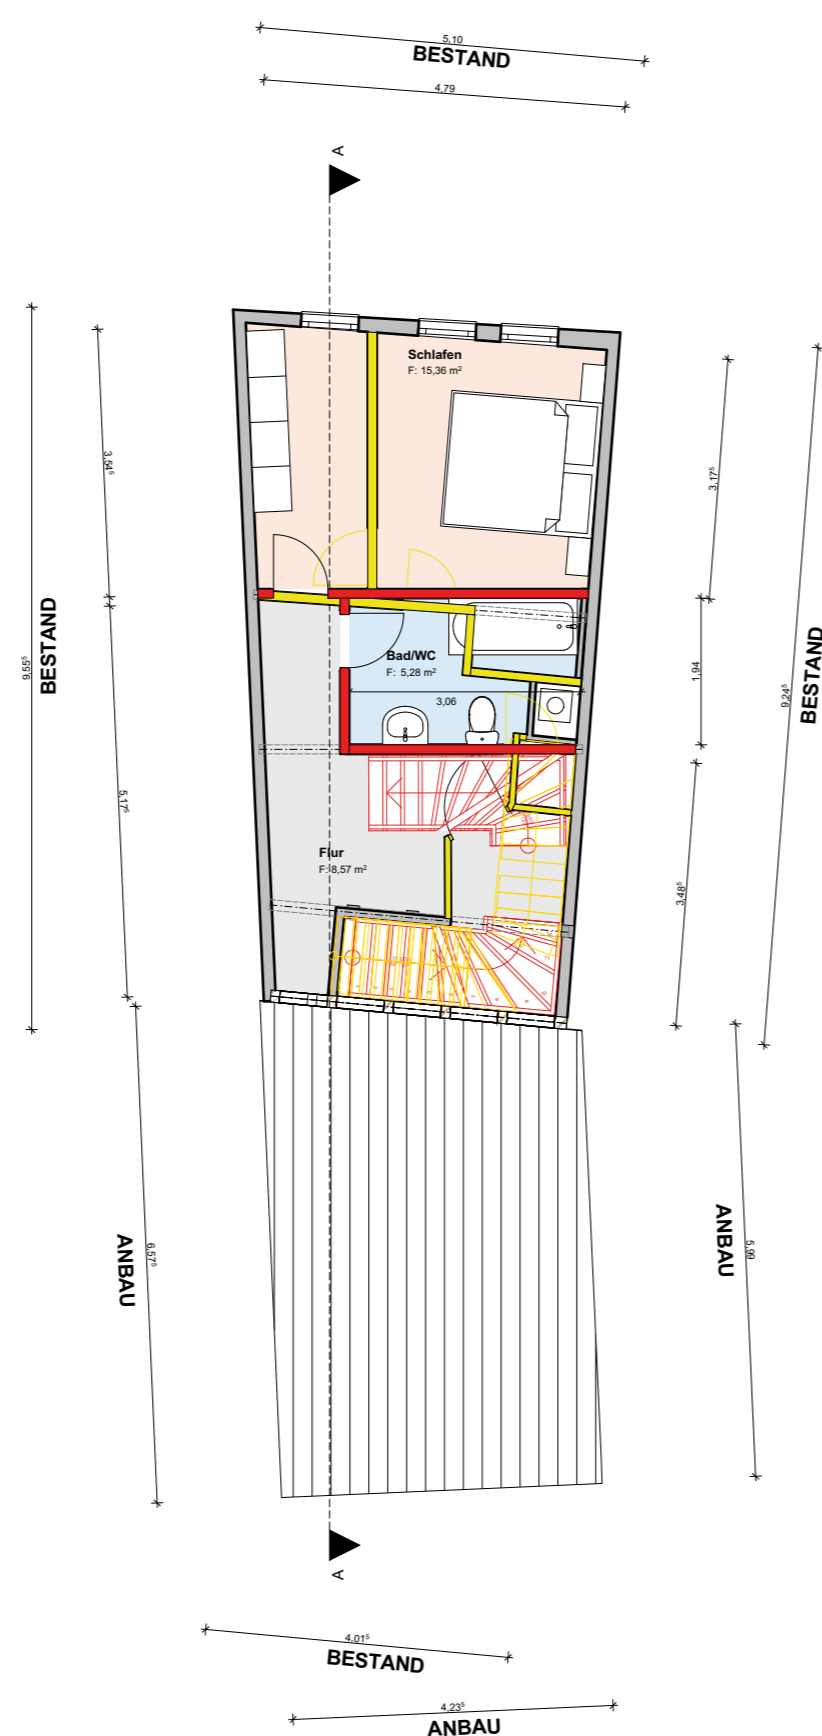 5,10
BESTAND
4,79
A
Schlafen
F: 15,36 m²
3,54⁵
3,17⁵
9,55⁵
BESTAND
9,24⁵
BESTAND
Bad/WC
F: 5,28 m²
1,94
3,06
5,17⁵
Flur
F: 8,57 m²
3,48⁵
ANBAU
6,57⁵
ANBAU
5,99
A
4,01⁵
BESTAND
4,23⁵
ANBAU